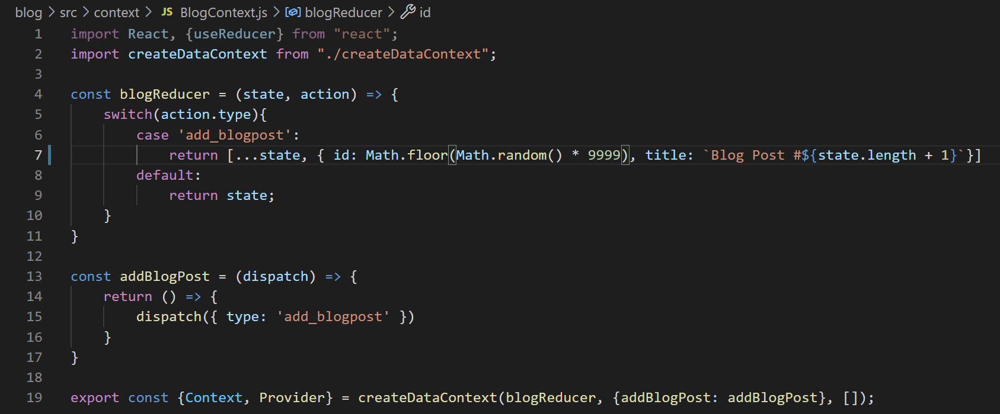 blog > src > context > JS BlogContext.js > blogReducer > id
1 import React, {useReducer} from "react";
2 import createDataContext from "./createDataContext";
3
4 const blogReducer = (state, action) => {
5     switch(action.type){
6         case 'add_blogpost':
7             return [...state, { id: Math.floor(Math.random() * 9999), title: `Blog Post #${state.length + 1}`}]
8         default:
9             return state;
10     }
11 }
12
13 const addBlogPost = (dispatch) => {
14     return () => {
15         dispatch({ type: 'add_blogpost' })
16     }
17 }
18
19 export const {Context, Provider} = createDataContext(blogReducer, {addBlogPost: addBlogPost}, []);